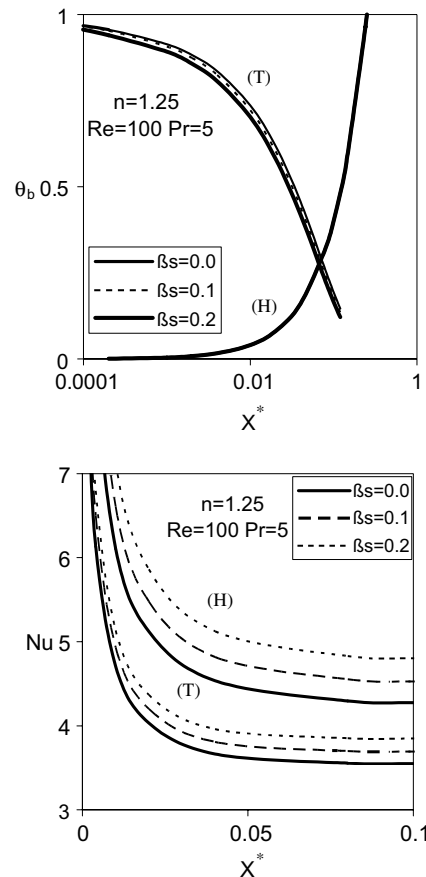 1
(T)
n=1.25
Re=100 Pr=5
θb 0.5
ßs=0.0
ßs=0.1
ßs=0.2
(H)
0
0.0001
0.01
1
X*
7
n=1.25
Re=100 Pr=5
ßs=0.0
ßs=0.1
ßs=0.2
6
(H)
Nu 5
(T)
4
3
0
0.05
0.1
X*